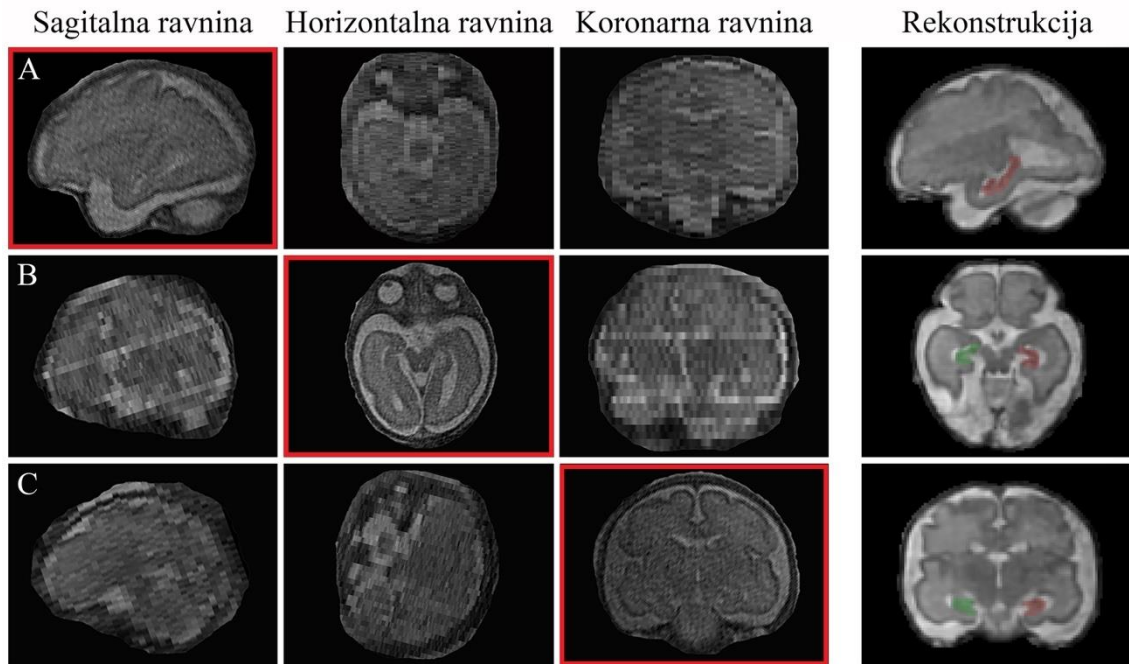 Sagitalna ravnina
Horizontalna ravnina
Koronarna ravnina
Rekonstrukcija
A
B
C